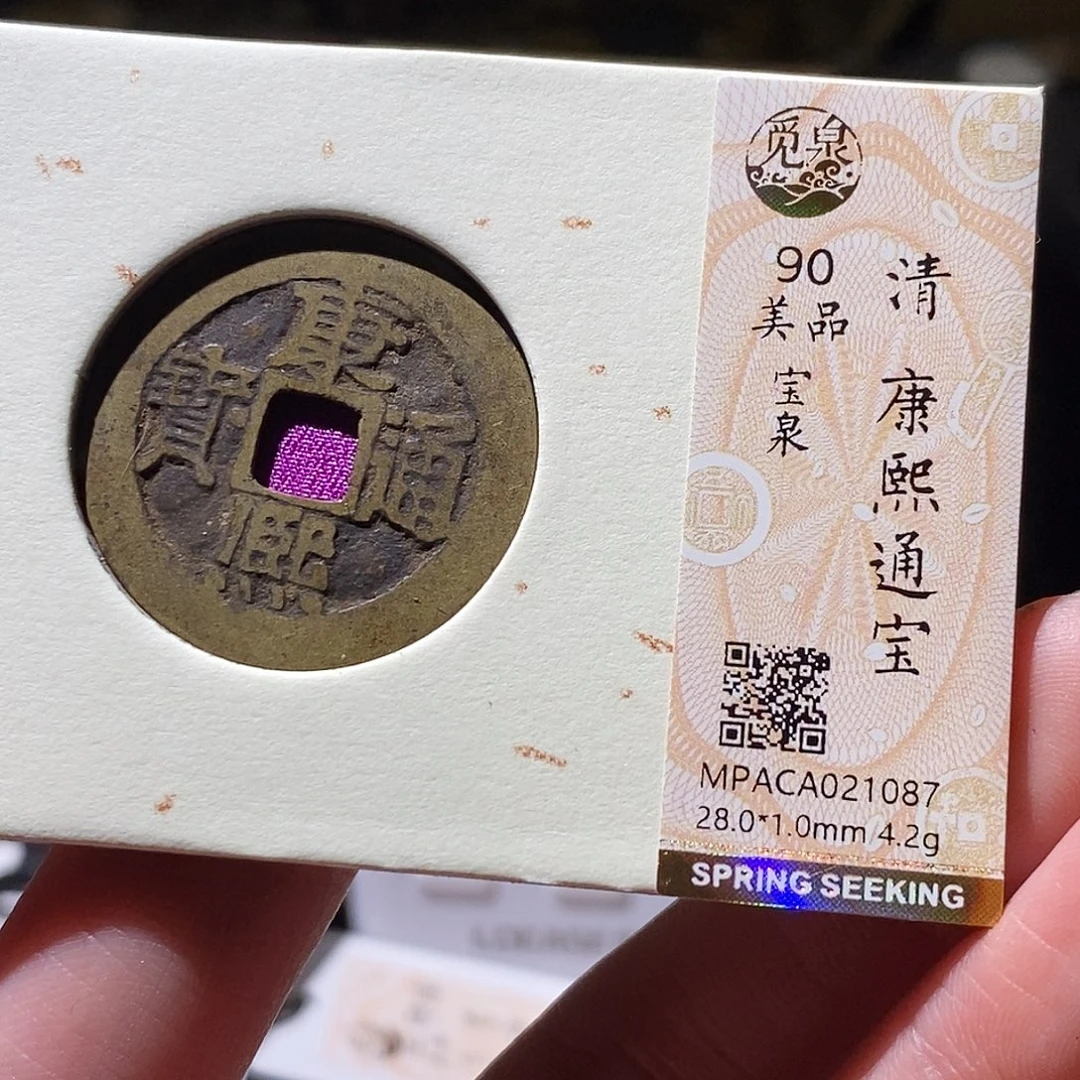 康熙通寶
觅泉
90
美品
宝泉
清 康熙通宝
MPACA021087
28.0*1.0mm 4.2g
SPRING SEEKING